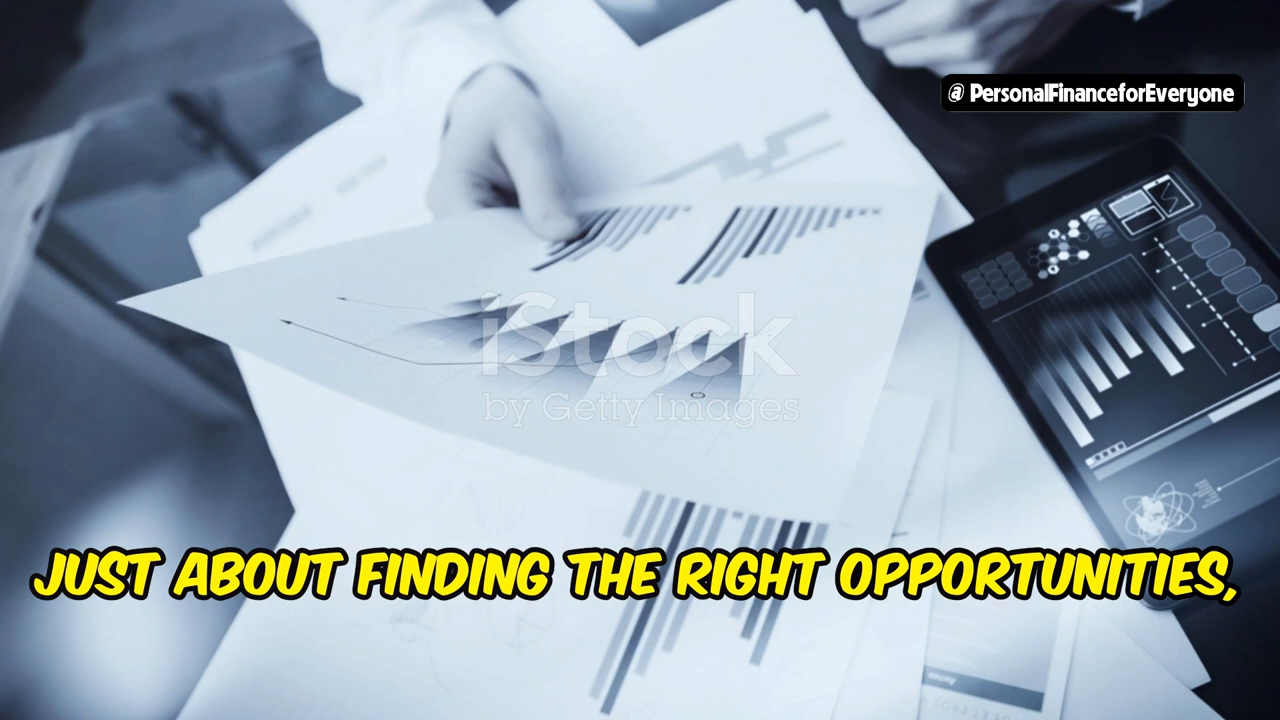 @ PersonalFinanceforEveryone
iStock
by Getty Images
JUST ABOUT FINDING THE RIGHT OPPORTUNITIES,